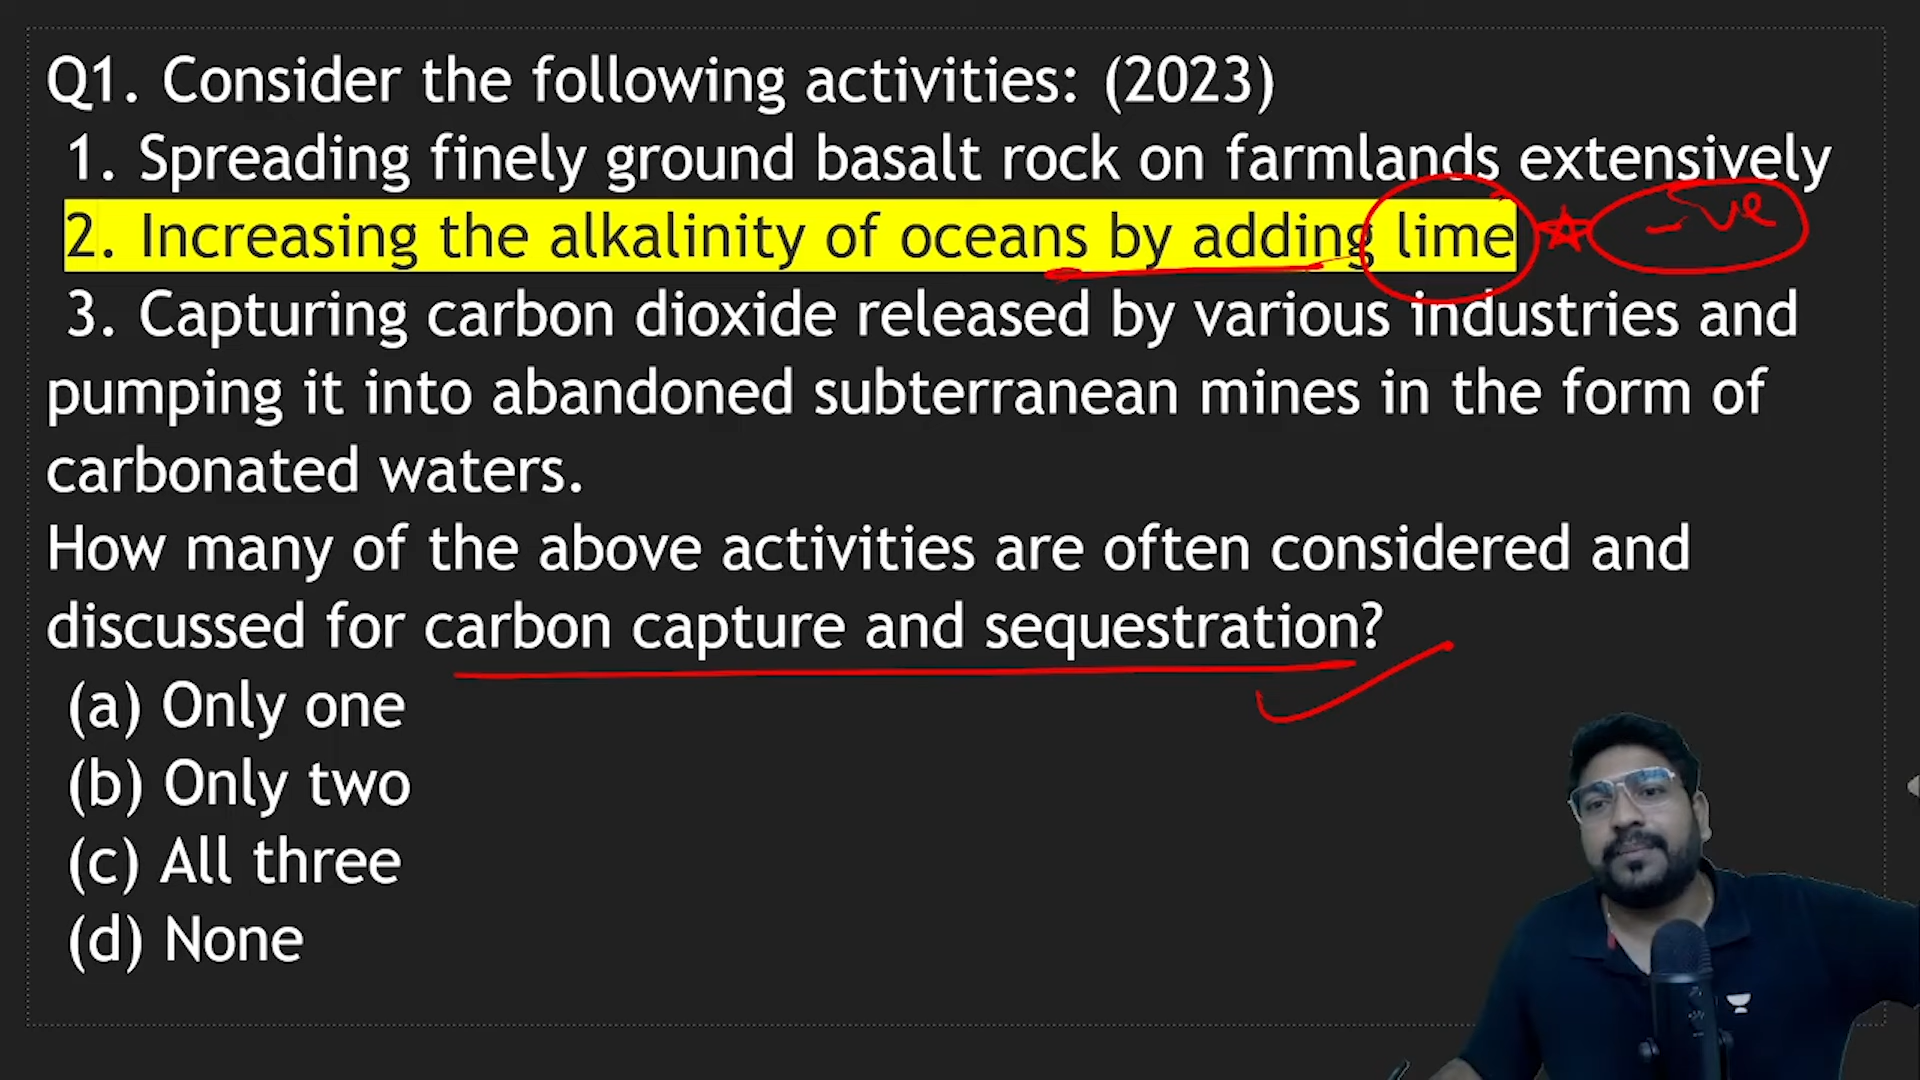 Q1. Consider the following activities: (2023)
1. Spreading finely ground basalt rock on farmlands extensively
2. Increasing the alkalinity of oceans by adding lime -ve
3. Capturing carbon dioxide released by various industries and
pumping it into abandoned subterranean mines in the form of
carbonated waters.
How many of the above activities are often considered and
discussed for carbon capture and sequestration?
(a) Only one
(b) Only two
(c) All three
(d) None